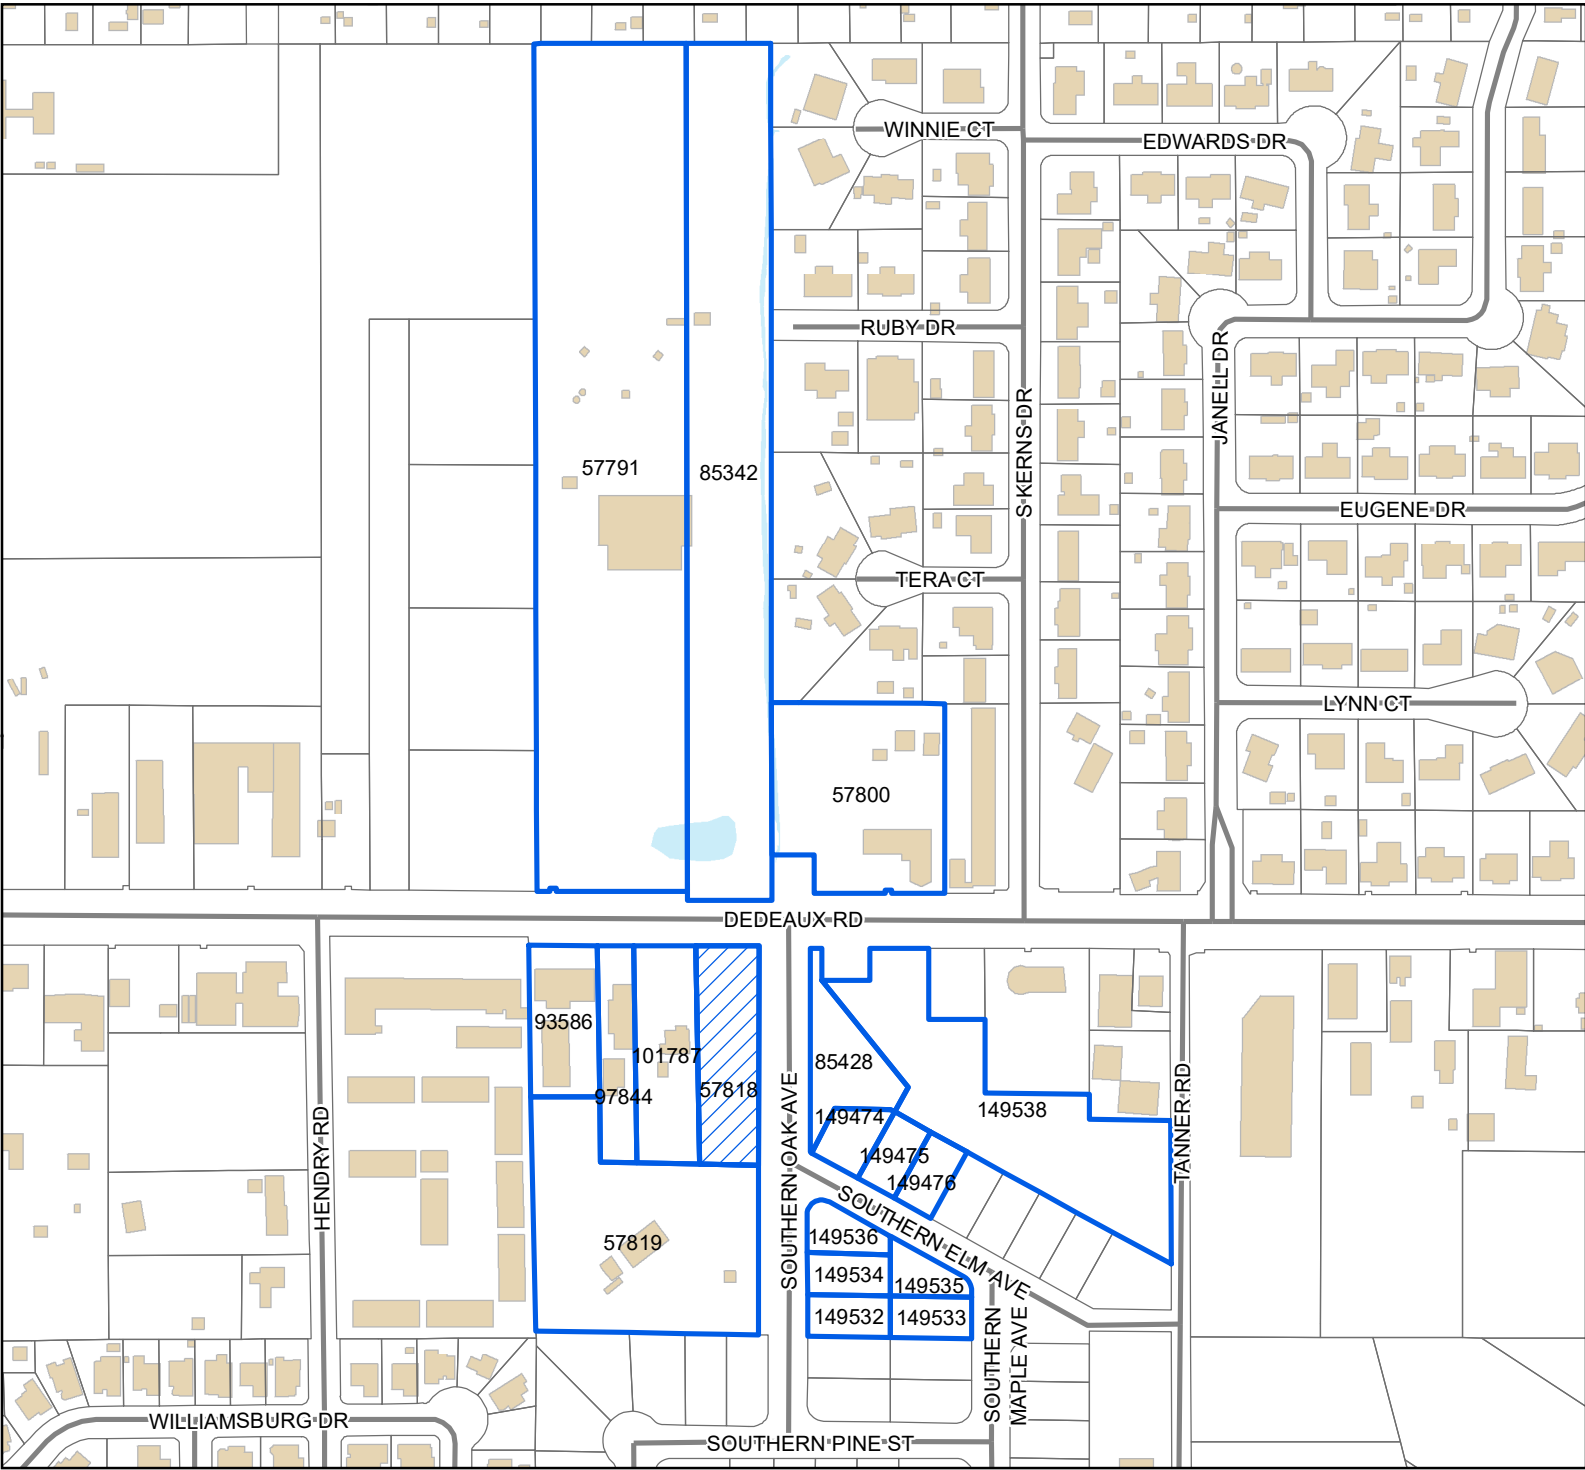 WINNIE CT
EDWARDS DR
RUBY DR
S KERNS DR
JANELL DR
57791
85342
EUGENE DR
TERA CT
LYNN CT
57800
DEDEAUX RD
93586
101787
97844
57818
85428
149538
149474
149475
149476
HENDRY RD
SOUTHERN OAK AVE
TANNER RD
SOUTHERN ELM AVE
57819
149536
149534
149535
149532
149533
SOUTHERN
MAPLE AVE
WILLIAMSBURG DR
SOUTHERN PINE ST